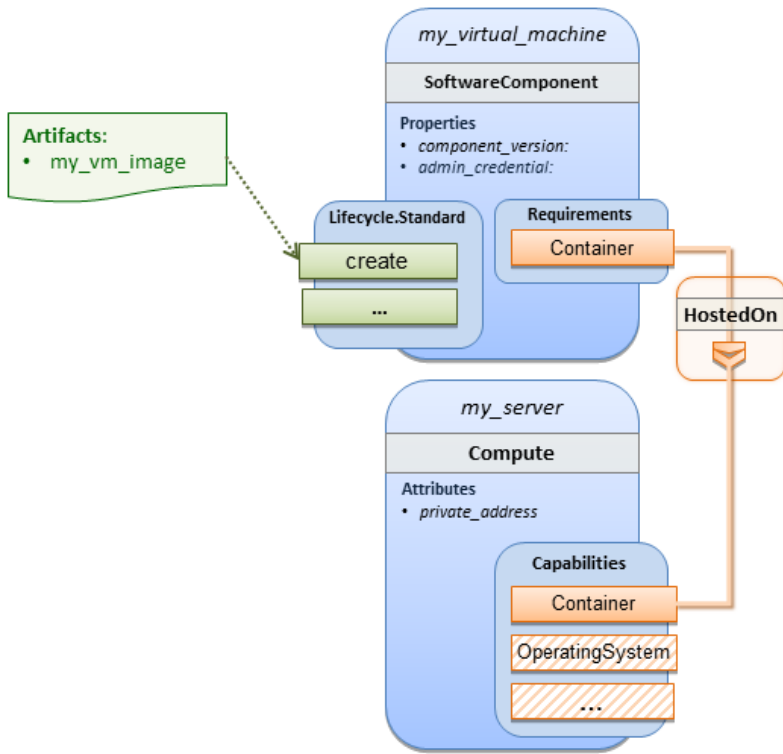 my_virtual_machine
SoftwareComponent
Properties
• component_version:
• admin_credential:
Artifacts:
• my_vm_image
Lifecycle.Standard
create
...
Requirements
Container
HostedOn
my_server
Compute
Attributes
• private_address
Capabilities
Container
OperatingSystem
...